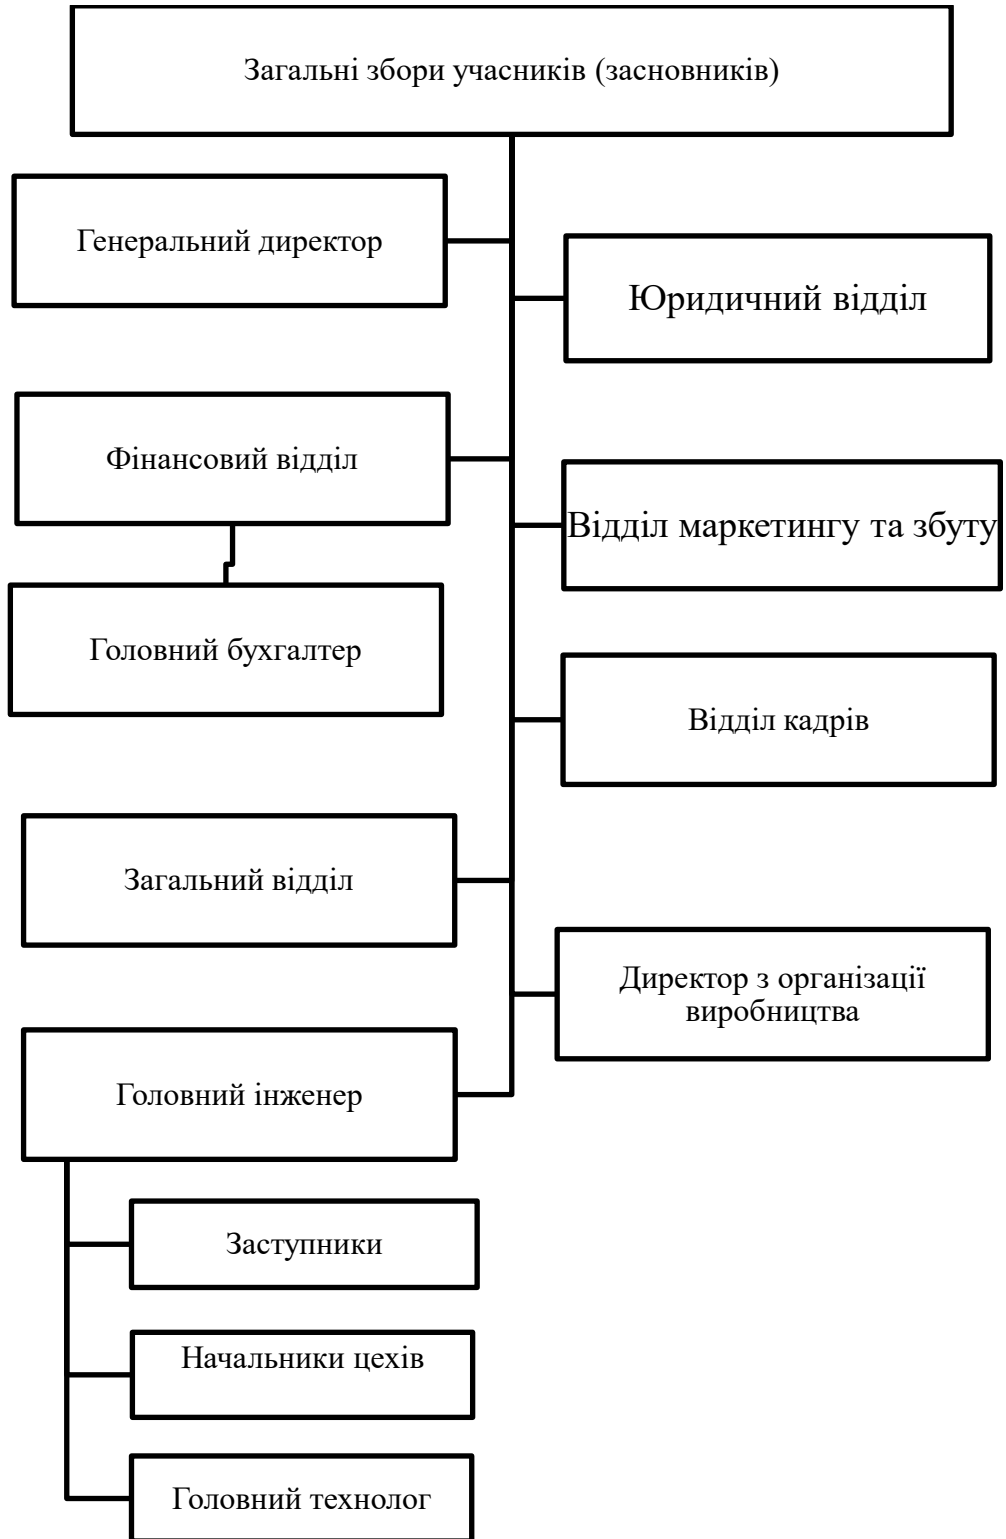 Загальні збори учасників (засновників)
Генеральний директор
Юридичний відділ
Фінансовий відділ
Відділ маркетингу та збуту
Головний бухгалтер
Відділ кадрів
Загальний відділ
Директор з організації
виробництва
Головний інженер
Заступники
Начальники цехів
Головний технолог